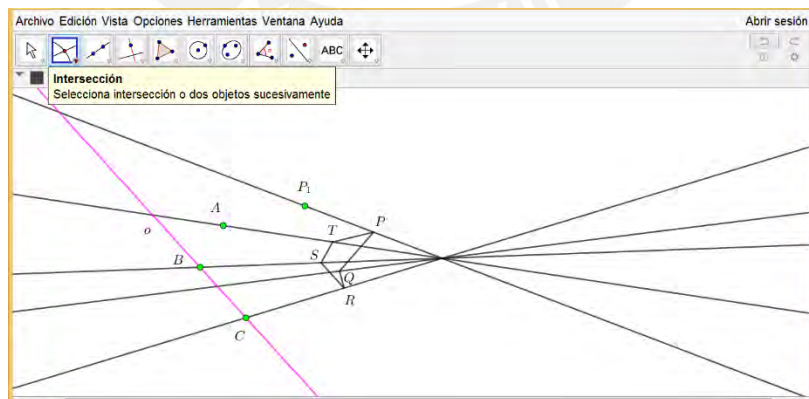 Archivo Edición Vista Opciones Herramientas Ventana Ayuda Abrir sesión
ABC
Intersección
Selecciona intersección o dos objetos sucesivamente
P₁
A
P
T
o
B
S
Q
R
C